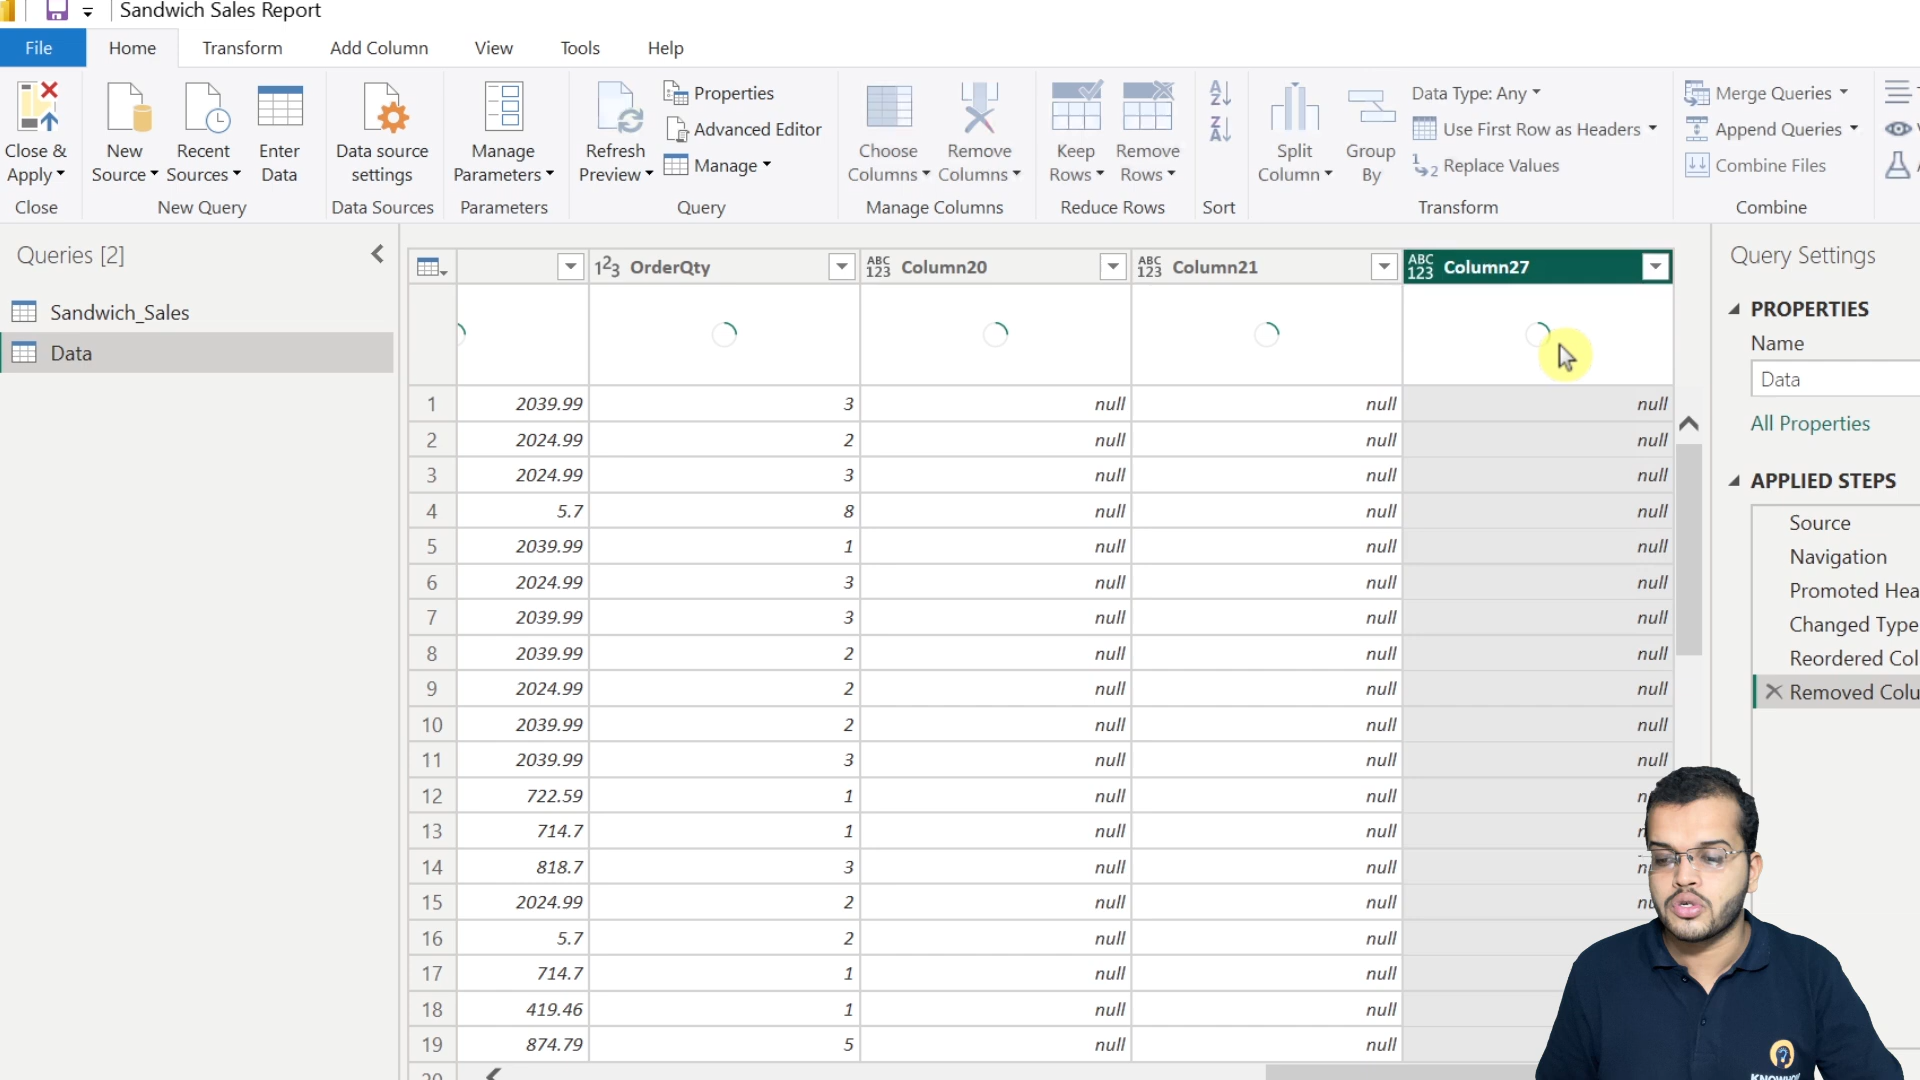 Sandwich Sales Report
File Home Transform Add Column View Tools Help
Close & Apply
New Source
Recent Sources
Enter Data
Data source settings
Manage Parameters
Refresh Preview
Properties
Advanced Editor
Manage
Choose Columns
Remove Columns
Keep Rows
Remove Rows
Split Column
Group By
Data Type: Any
Use First Row as Headers
Replace Values
Merge Queries
Append Queries
Combine Files
Close
New Query
Data Sources
Parameters
Query
Manage Columns
Reduce Rows
Sort
Transform
Combine
Queries [2]
Sandwich_Sales
Data
OrderQty Column20 Column21 Column27
1 2039.99 3 null null null
2 2024.99 2 null null null
3 2024.99 3 null null null
4 5.7 8 null null null
5 2039.99 1 null null null
6 2024.99 3 null null null
7 2039.99 3 null null null
8 2039.99 2 null null null
9 2024.99 2 null null null
10 2039.99 2 null null null
11 2039.99 3 null null null
12 722.59 1 null null
13 714.7 1 null null
14 818.7 3 null null
15 2024.99 2 null null
16 5.7 2 null null
17 714.7 1 null null
18 419.46 1 null null
19 874.79 5 null null
Query Settings
PROPERTIES
Name
Data
All Properties
APPLIED STEPS
Source
Navigation
Promoted Hea
Changed Type
Reordered Col
Removed Colu